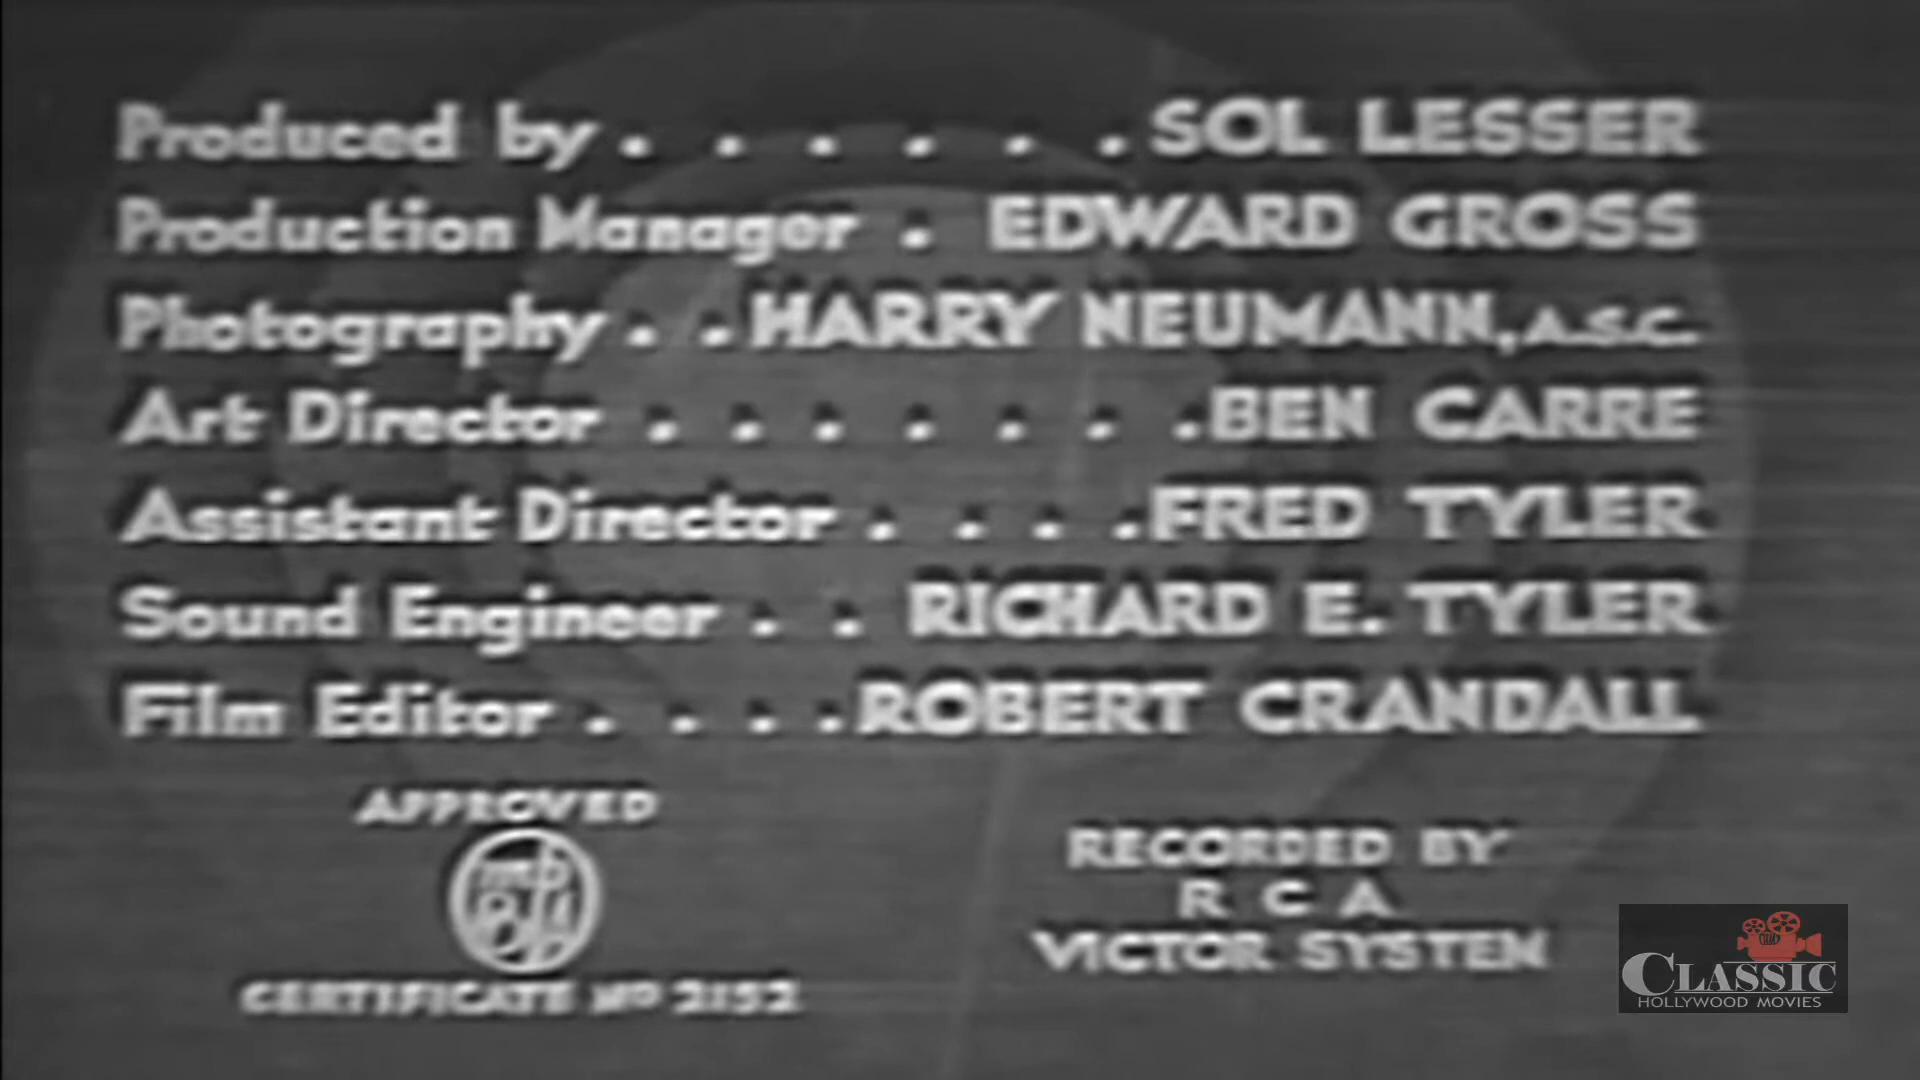 Produced by . . . . . . SOL LESSER
Production Manager . EDWARD GROSS
Photography . . HARRY NEUMANN, A.S.C.
Art Director . . . . . . . BEN CARRE
Assistant Director . . . . FRED TYLER
Sound Engineer . . RICHARD E. TYLER
Film Editor . . . . ROBERT CRANDALL
APPROVED
CERTIFICATE No 2152
RECORDED BY
R C A
VICTOR SYSTEM
CLASSIC
HOLLYWOOD MOVIES